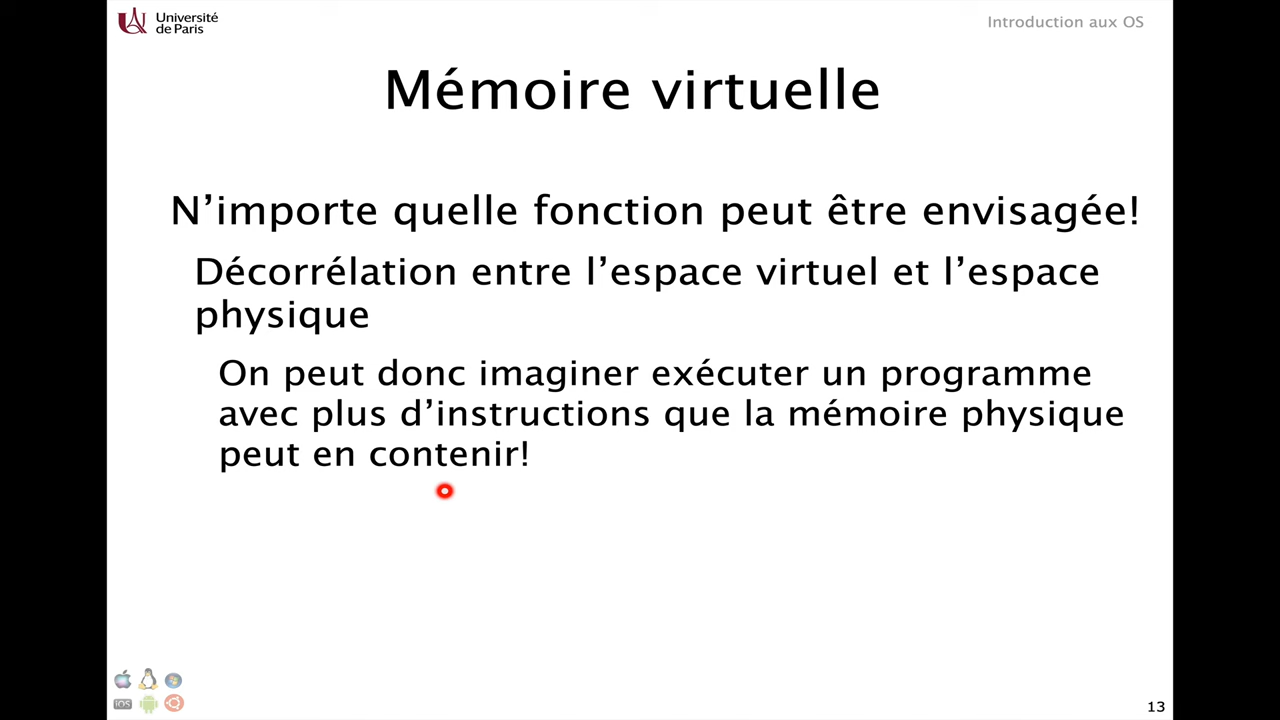 Université
de Paris
Introduction aux OS
Mémoire virtuelle
N’importe quelle fonction peut être envisagée!
Décorrélation entre l’espace virtuel et l’espace
physique
On peut donc imaginer exécuter un programme
avec plus d’instructions que la mémoire physique
peut en contenir!
iOS
13